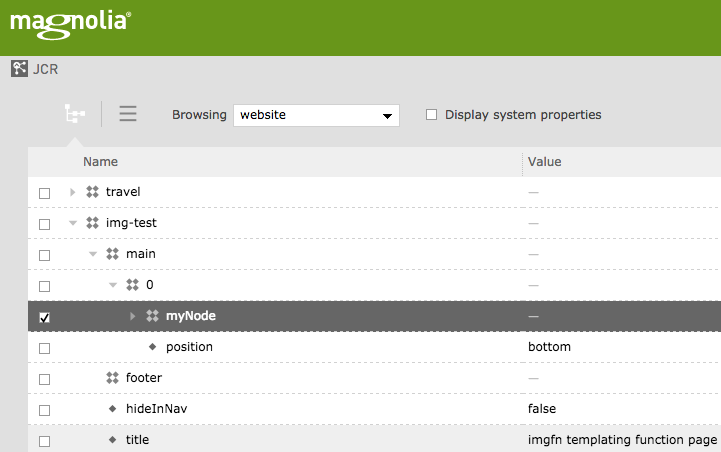 magnolia®
JCR
Browsing website Display system properties
Name Value
travel —
img-test —
main —
0 —
myNode —
position bottom
footer —
hideInNav false
title imgfn templating function page